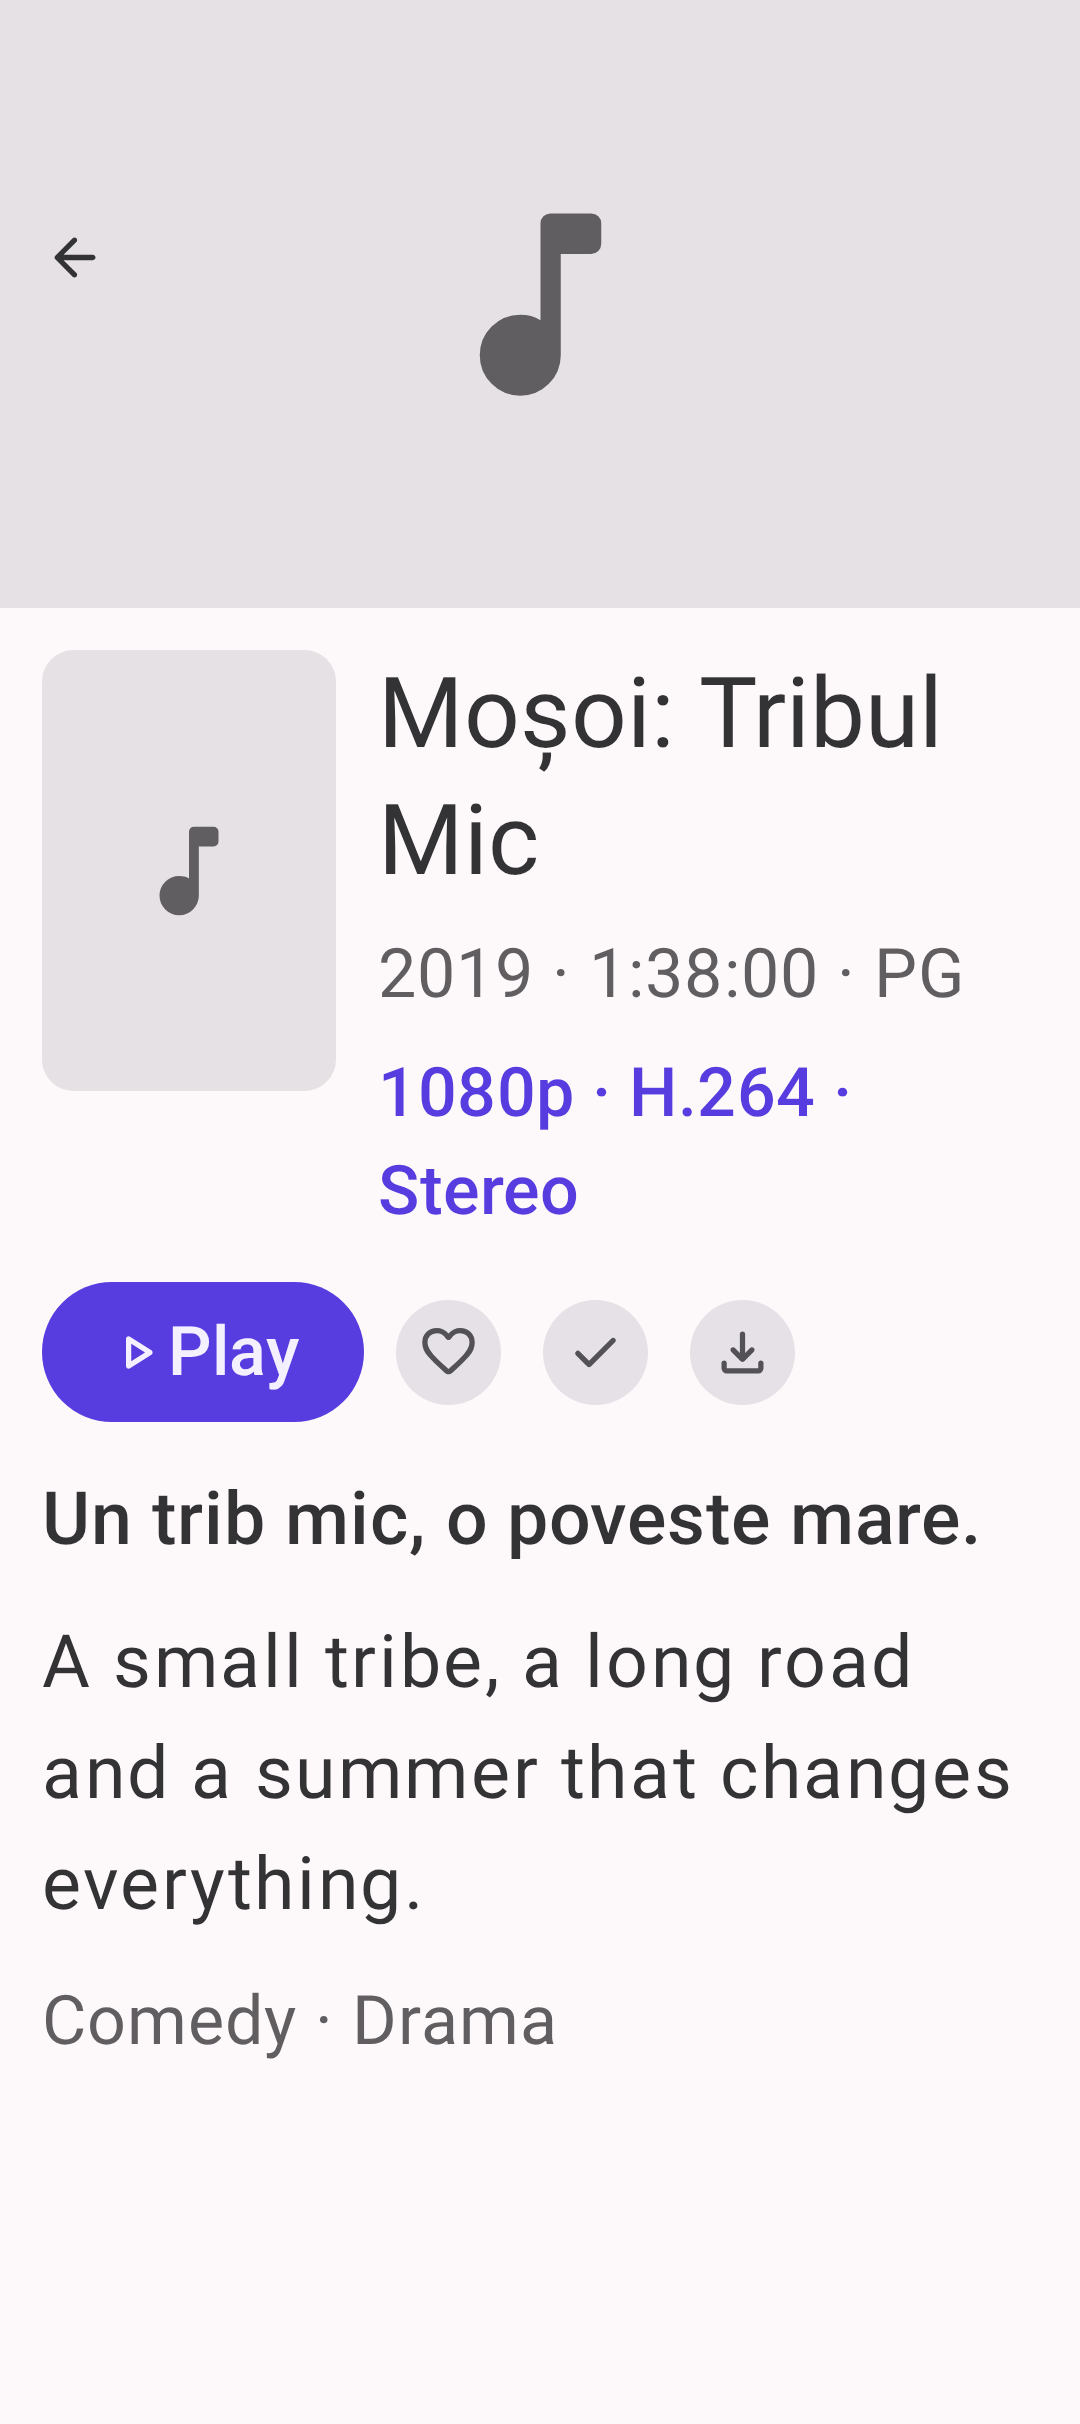 Moșoi: Tribul
Mic
2019 · 1:38:00 · PG
1080p · H.264 ·
Stereo
Play
Un trib mic, o poveste mare.
A small tribe, a long road
and a summer that changes
everything.
Comedy · Drama